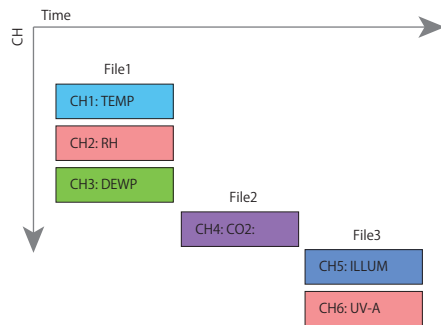 Time
CH
File1
CH1: TEMP
CH2: RH
CH3: DEWP
File2
CH4: CO2:
File3
CH5: ILLUM
CH6: UV-A